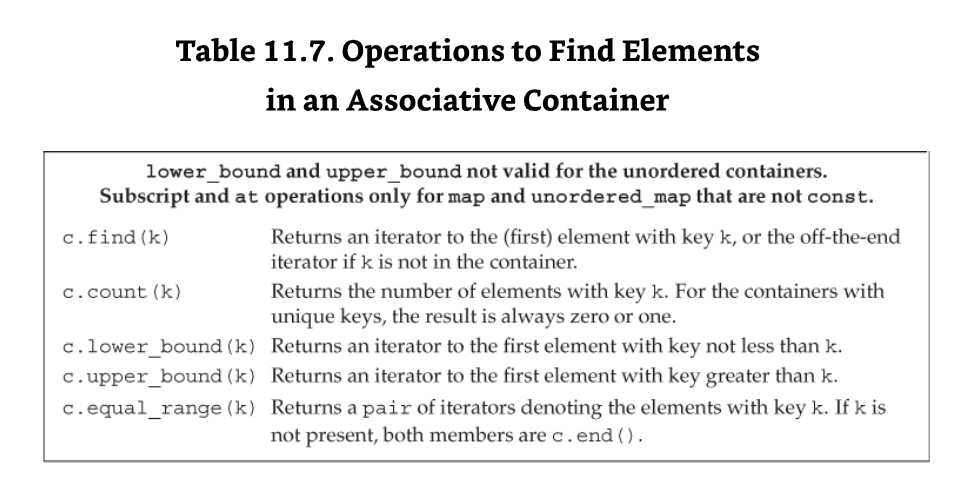 Table 11.7. Operations to Find Elements
in an Associative Container
lower_bound and upper_bound not valid for the unordered containers.
Subscript and at operations only for map and unordered_map that are not const.
c.find(k) Returns an iterator to the (first) element with key k, or the off-the-end
iterator if k is not in the container.
c.count(k) Returns the number of elements with key k. For the containers with
unique keys, the result is always zero or one.
c.lower_bound(k) Returns an iterator to the first element with key not less than k.
c.upper_bound(k) Returns an iterator to the first element with key greater than k.
c.equal_range(k) Returns a pair of iterators denoting the elements with key k. If k is
not present, both members are c.end().